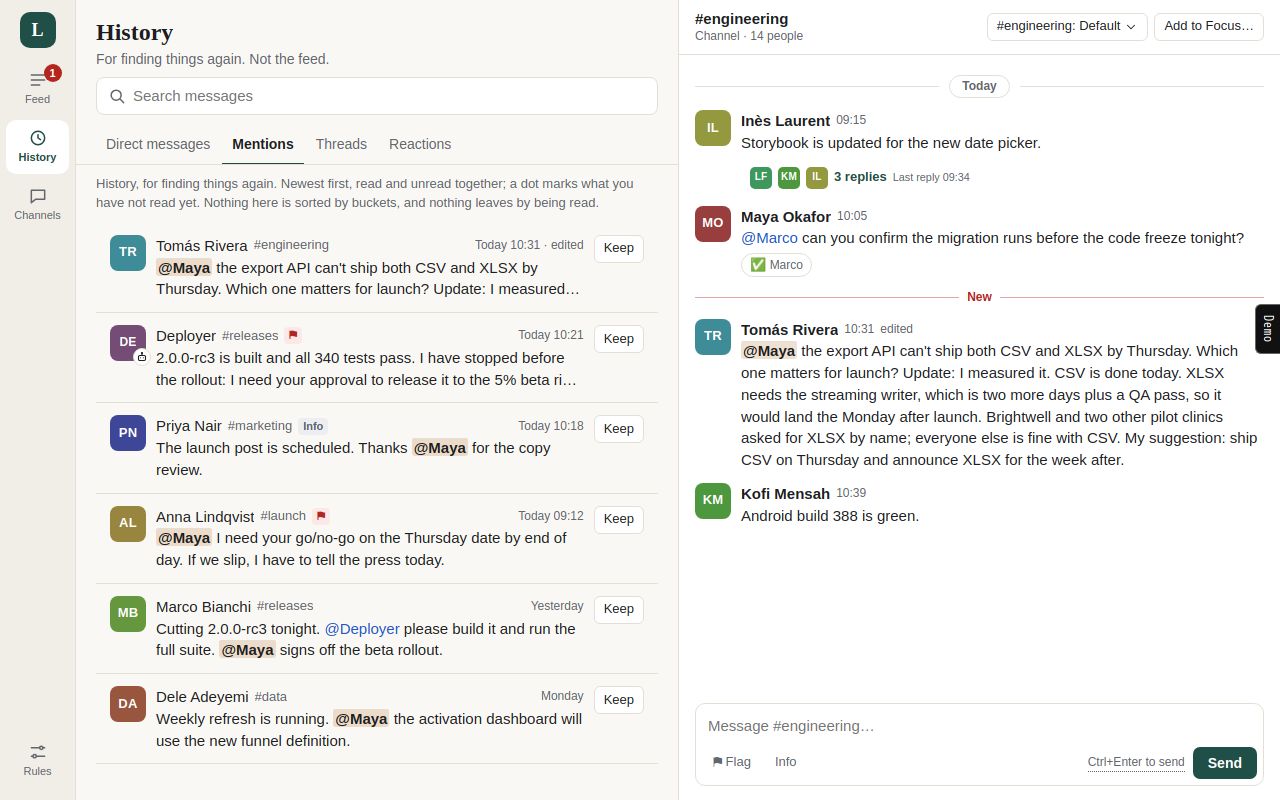 L
1
Feed
History
Channels
Rules
History
For finding things again. Not the feed.
Search messages
Direct messages Mentions Threads Reactions
History, for finding things again. Newest first, read and unread together; a dot marks what you
have not read yet. Nothing here is sorted by buckets, and nothing leaves by being read.
TR Tomás Rivera #engineering Today 10:31 · edited Keep
@Maya the export API can't ship both CSV and XLSX by
Thursday. Which one matters for launch? Update: I measured…
DE Deployer #releases Today 10:21 Keep
2.0.0-rc3 is built and all 340 tests pass. I have stopped before
the rollout: I need your approval to release it to the 5% beta ri…
PN Priya Nair #marketing Info Today 10:18 Keep
The launch post is scheduled. Thanks @Maya for the copy
review.
AL Anna Lindqvist #launch Today 09:12 Keep
@Maya I need your go/no-go on the Thursday date by end of
day. If we slip, I have to tell the press today.
MB Marco Bianchi #releases Yesterday Keep
Cutting 2.0.0-rc3 tonight. @Deployer please build it and run the
full suite. @Maya signs off the beta rollout.
DA Dele Adeyemi #data Monday Keep
Weekly refresh is running. @Maya the activation dashboard will
use the new funnel definition.
#engineering
Channel · 14 people
#engineering: Default Add to Focus…
Today
IL Inès Laurent 09:15
Storybook is updated for the new date picker.
LF KM IL 3 replies Last reply 09:34
MO Maya Okafor 10:05
@Marco can you confirm the migration runs before the code freeze tonight?
✅ Marco
New
TR Tomás Rivera 10:31 edited
@Maya the export API can't ship both CSV and XLSX by Thursday. Which
one matters for launch? Update: I measured it. CSV is done today. XLSX
needs the streaming writer, which is two more days plus a QA pass, so it
would land the Monday after launch. Brightwell and two other pilot clinics
asked for XLSX by name; everyone else is fine with CSV. My suggestion: ship
CSV on Thursday and announce XLSX for the week after.
KM Kofi Mensah 10:39
Android build 388 is green.
Message #engineering…
Flag Info Ctrl+Enter to send Send
Demo